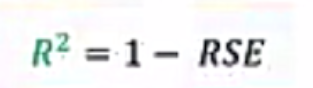 R² = 1 - RSE